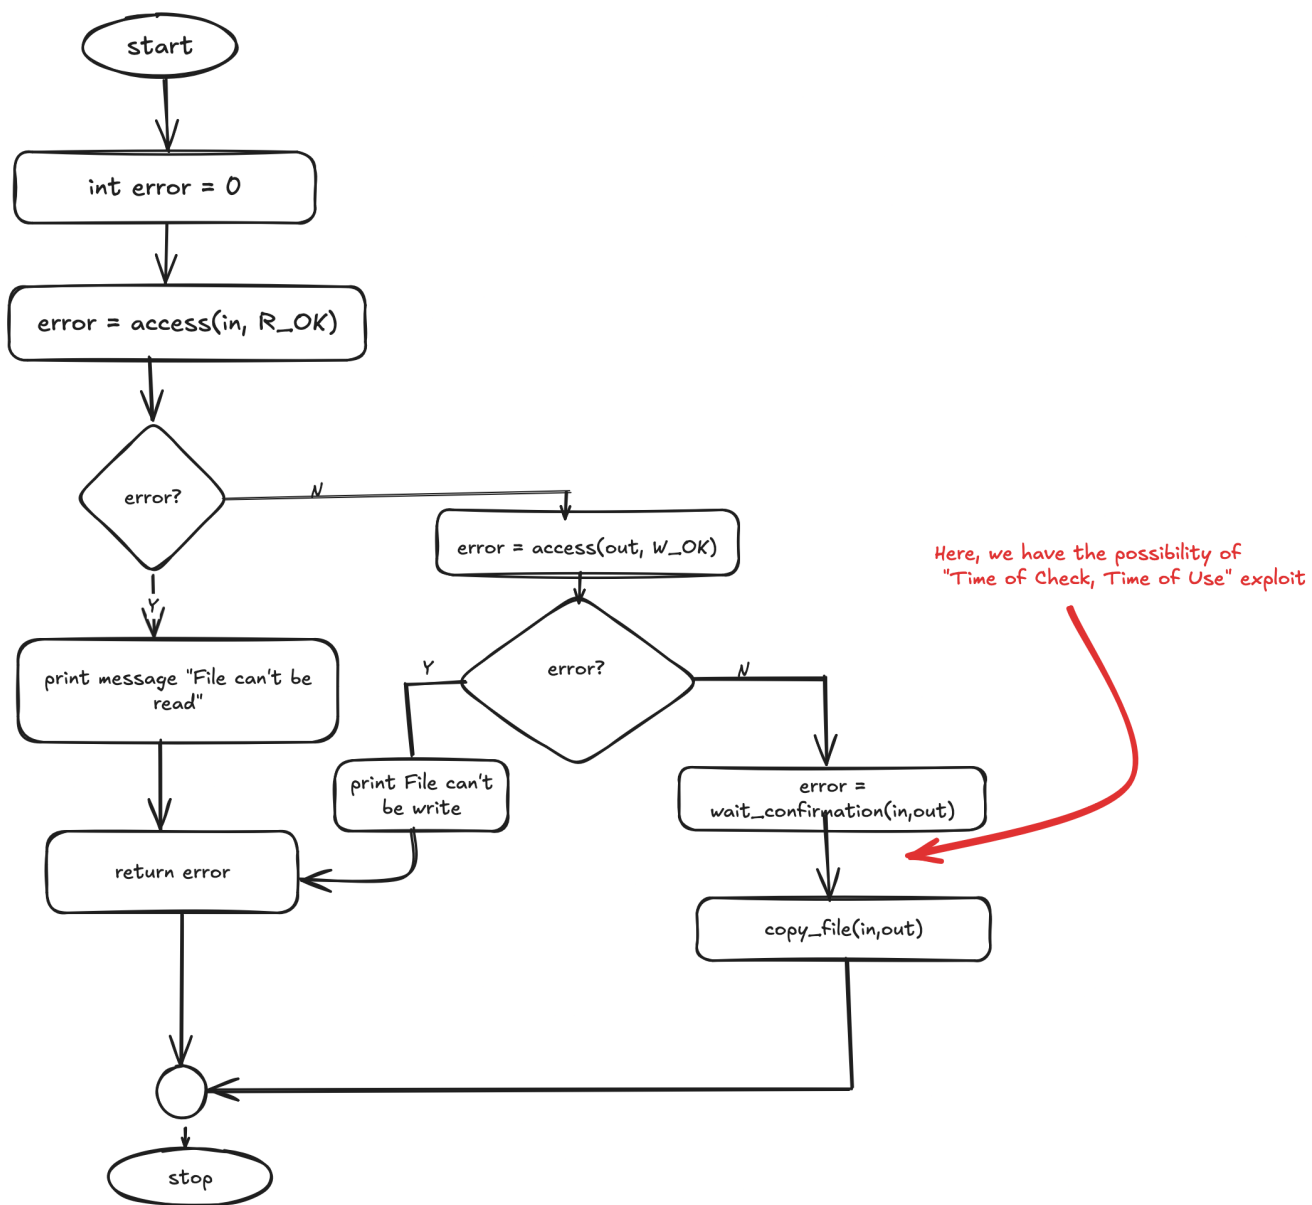 start
int error = 0
error = access(in, R_OK)
error?
N
Y
error = access(out, W_OK)
error?
Y
N
print message "File can't be
read"
print File can't
be write
error =
wait_confirmation(in,out)
return error
copy_file(in,out)
stop
Here, we have the possibility of
"Time of Check, Time of Use" exploit